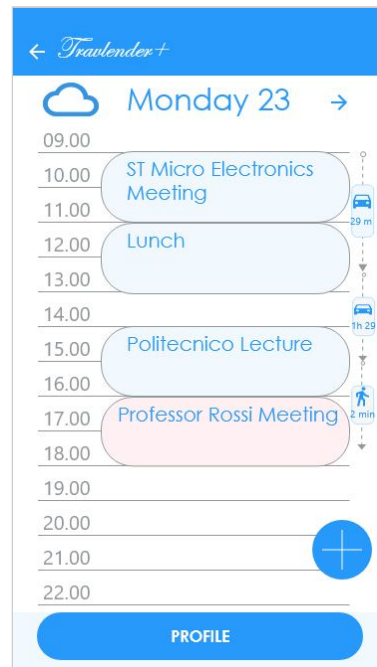 Travlender+
Monday 23
09.00
10.00
ST Micro Electronics
Meeting
11.00
29 m
12.00
Lunch
13.00
14.00
1h 29
15.00
Politecnico Lecture
16.00
17.00
Professor Rossi Meeting
2 min
18.00
19.00
20.00
21.00
22.00
PROFILE